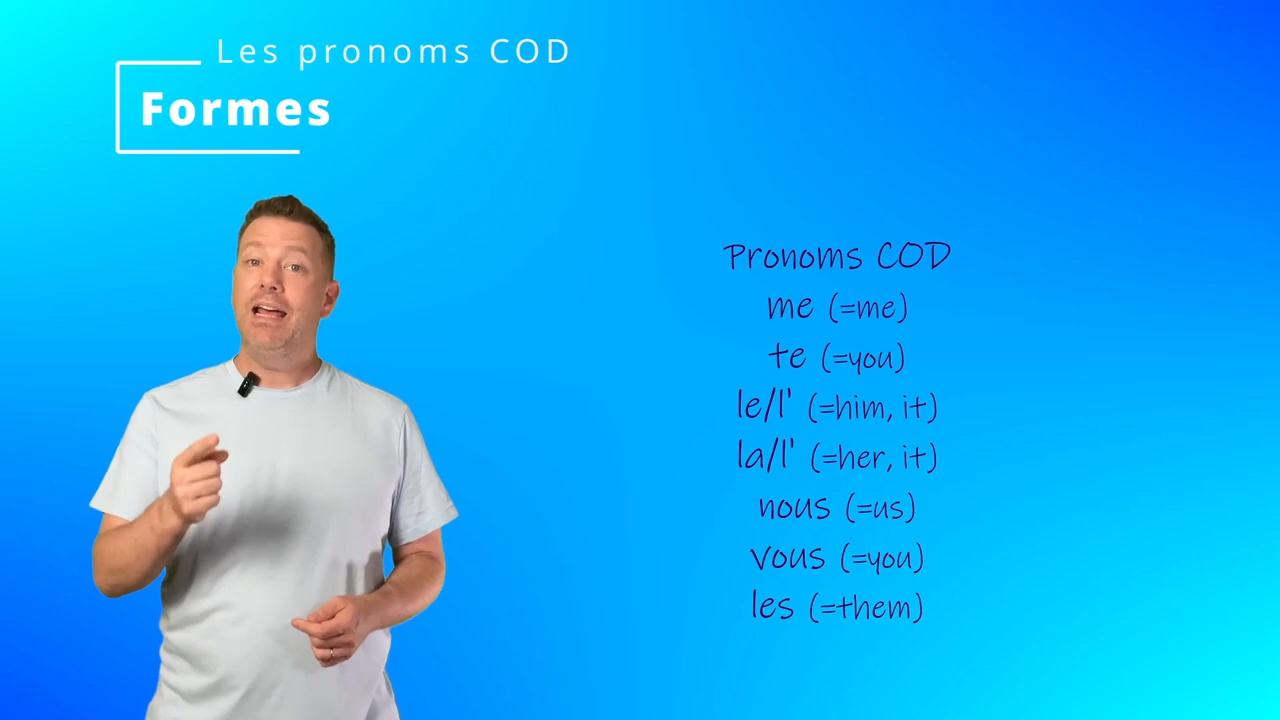 Les pronoms COD
Formes
Pronoms COD
me (=me)
te (=you)
le/l' (=him, it)
la/l' (=her, it)
nous (=us)
vous (=you)
les (=them)